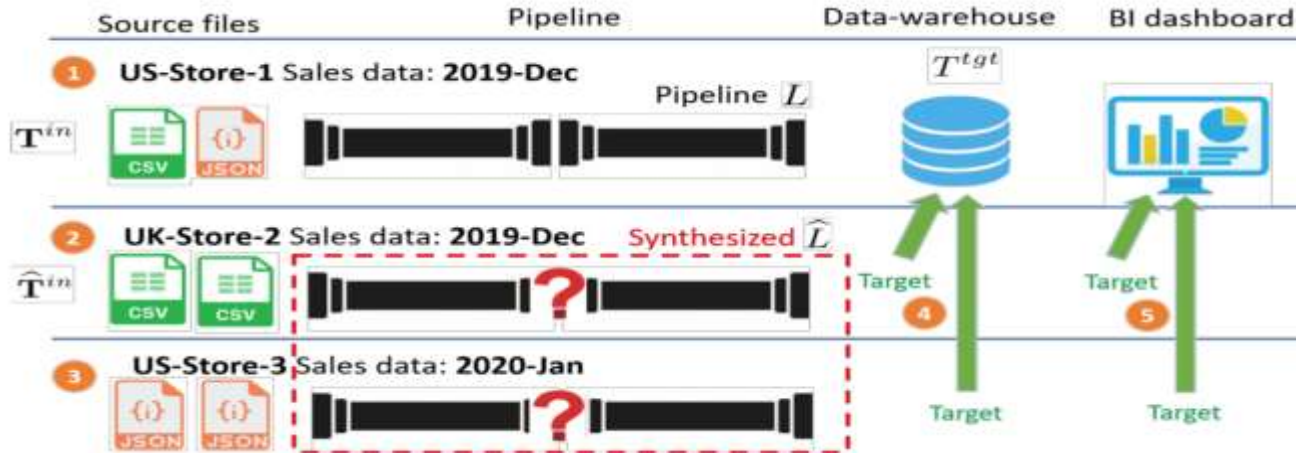 Source files Pipeline Data-warehouse BI dashboard
1 US-Store-1 Sales data: 2019-Dec
T^{tgt}
Pipeline L
T^{in}
CSV {i} JSON
2 UK-Store-2 Sales data: 2019-Dec Synthesized \widehat{L}
\widehat{T}^{in}
CSV CSV
?
Target Target
4 5
3 US-Store-3 Sales data: 2020-Jan
{i} JSON {i} JSON
?
Target Target